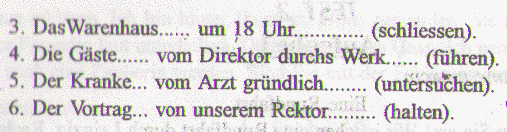 3. DasWarenhaus...... um 18 Uhr............. (schliessen).
4. Die Gäste...... vom Direktor durchs Werk...... (führen).
5. Der Kranke... vom Arzt gründlich........ (untersuchen).
6. Der Vortrag... von unserem Rektor.......... (halten).